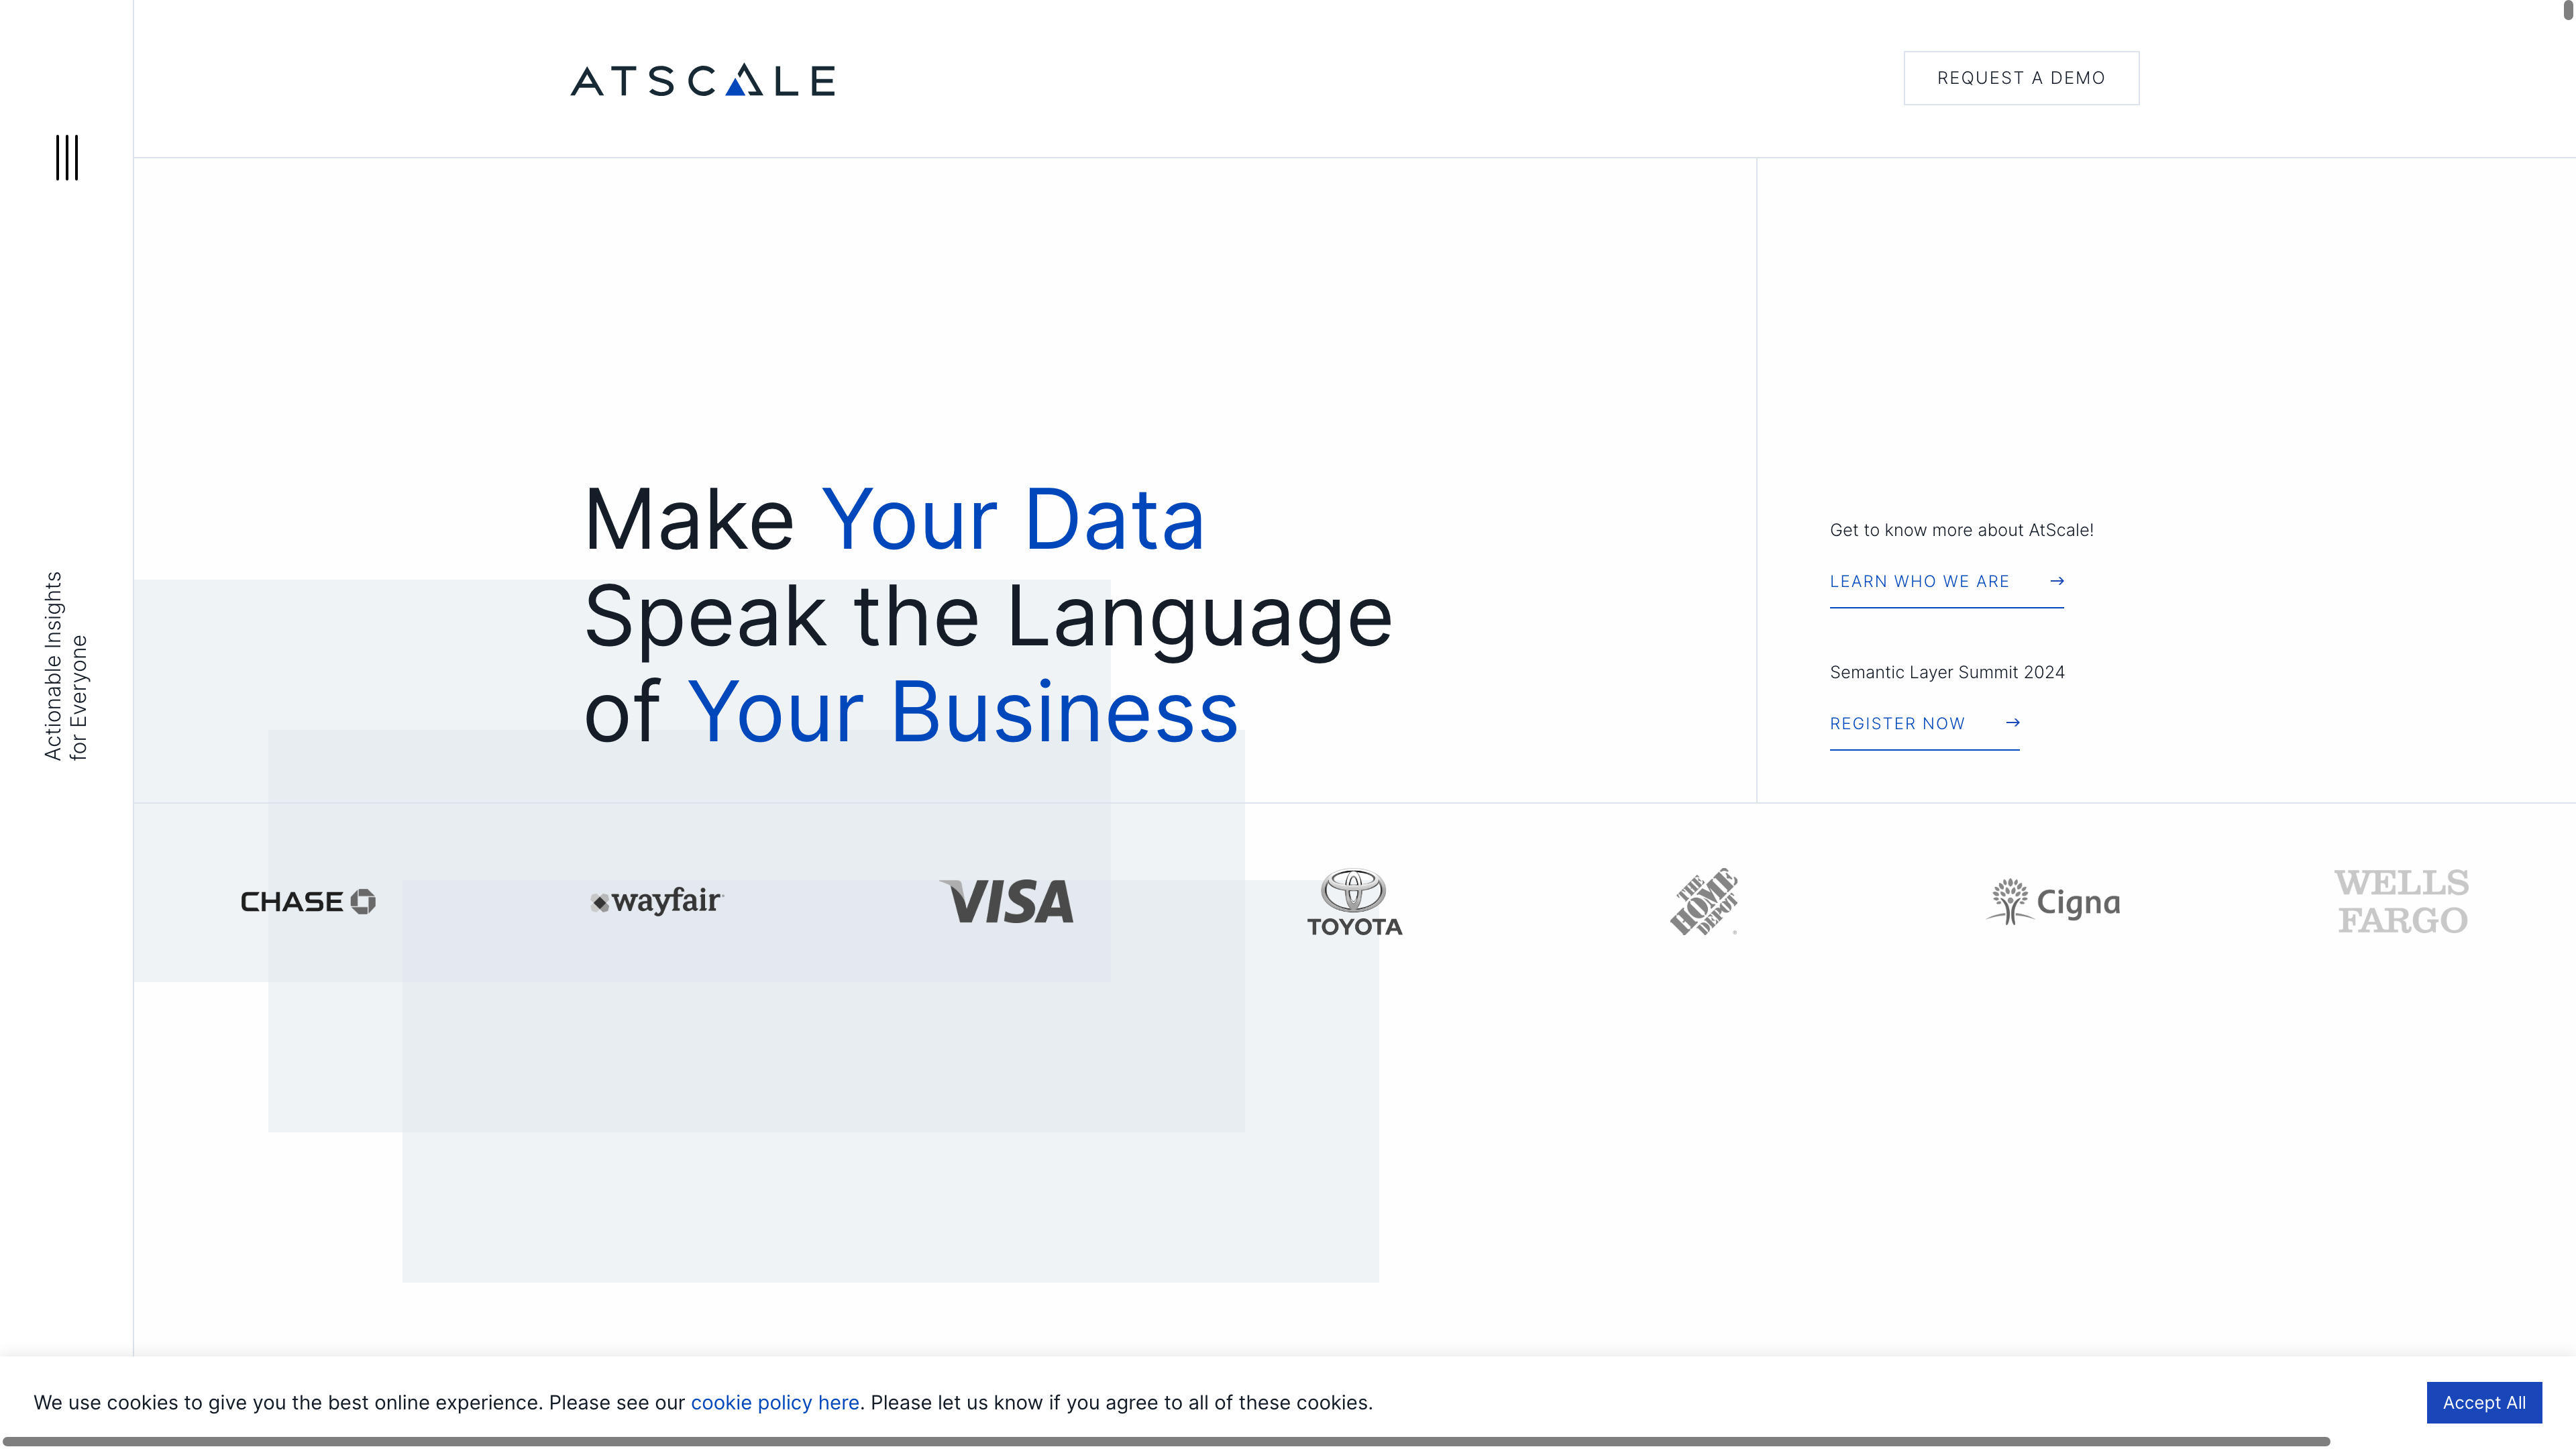 ATSCALE
REQUEST A DEMO
Actionable Insights
for Everyone
Make Your Data
Speak the Language
of Your Business
Get to know more about AtScale!
LEARN WHO WE ARE
Semantic Layer Summit 2024
REGISTER NOW
CHASE
wayfair
VISA
TOYOTA
THE
HOME
DEPOT
Cigna
WELLS
FARGO
We use cookies to give you the best online experience. Please see our cookie policy here. Please let us know if you agree to all of these cookies.
Accept All